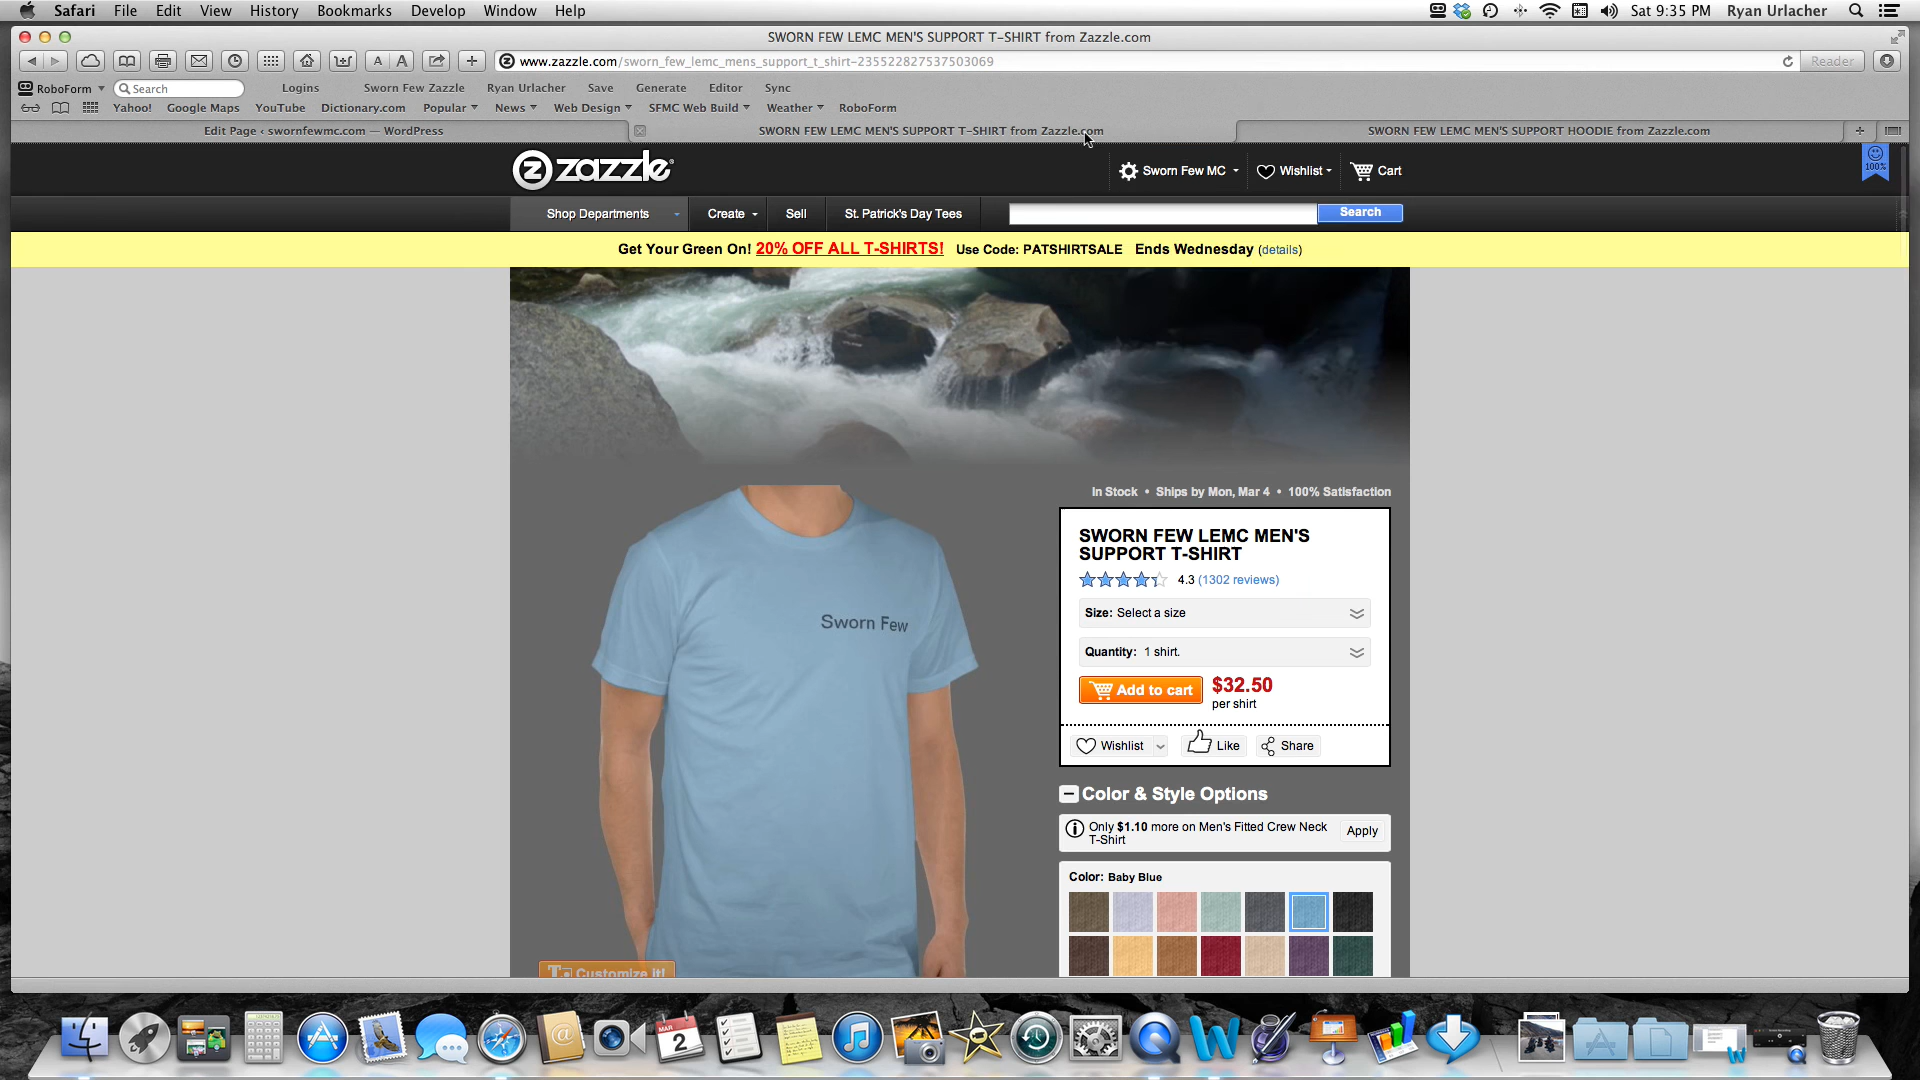 Safari File Edit View History Bookmarks Develop Window Help Sat 9:35 PM Ryan Urlacher
SWORN FEW LEMC MEN'S SUPPORT T-SHIRT from Zazzle.com
A A www.zazzle.com/sworn_few_lemc_mens_support_t_shirt-235522827537503069 Reader
RoboForm Search Logins Sworn Few Zazzle Ryan Urlacher Save Generate Editor Sync
Yahoo! Google Maps YouTube Dictionary.com Popular News Web Design SFMC Web Build Weather RoboForm
Edit Page ‹ swornfewmc.com — WordPress SWORN FEW LEMC MEN'S SUPPORT T-SHIRT from Zazzle.com SWORN FEW LEMC MEN'S SUPPORT HOODIE from Zazzle.com
zazzle Sworn Few MC Wishlist Cart
100%
Shop Departments Create Sell St. Patrick's Day Tees Search
Get Your Green On! 20% OFF ALL T-SHIRTS! Use Code: PATSHIRTSALE Ends Wednesday (details)
In Stock • Ships by Mon, Mar 4 • 100% Satisfaction
SWORN FEW LEMC MEN'S
SUPPORT T-SHIRT
4.3 (1302 reviews)
Size: Select a size
Sworn Few
Quantity: 1 shirt.
Add to cart $32.50
per shirt
Wishlist Like Share
Color & Style Options
Only $1.10 more on Men's Fitted Crew Neck
T-Shirt
Apply
Color: Baby Blue
Customize it!
MAR
2